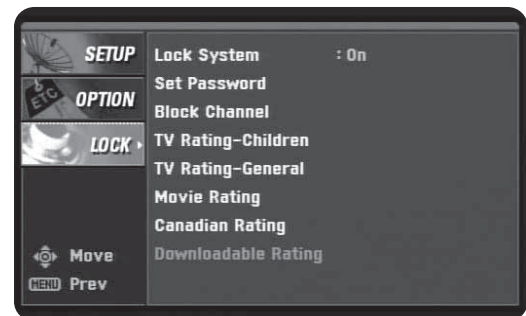 SETUP
ETC OPTION
LOCK
Lock System : On
Set Password
Block Channel
TV Rating-Children
TV Rating-General
Movie Rating
Canadian Rating
Downloadable Rating
Move
MENU Prev